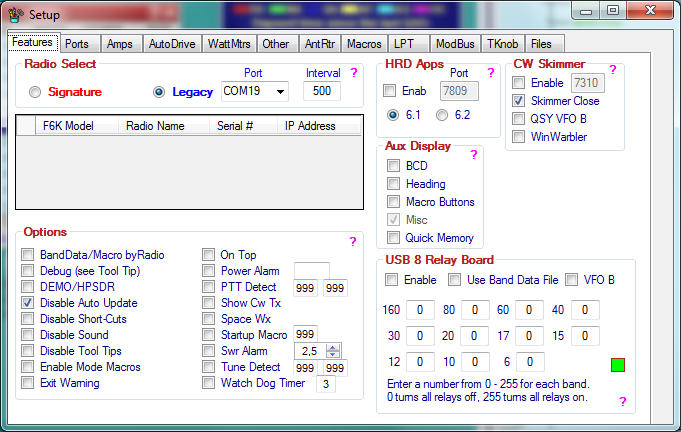 Setup
Features Ports Amps AutoDrive WattMtrs Other AntRtr Macros LPT ModBus TKnob Files
Radio Select
Port Interval ?
Signature Legacy COM19 500
F6K Model Radio Name Serial # IP Address
Options
?
BandData/Macro byRadio On Top
Debug (see Tool Tip) Power Alarm
DEMO/HPSDR PTT Detect 999 999
Disable Auto Update Show Cw Tx
Disable Short-Cuts Space Wx
Disable Sound Startup Macro 999
Disable Tool Tips Swr Alarm 2,5
Enable Mode Macros Tune Detect 999 999
Exit Warning Watch Dog Timer 3
HRD Apps
Port ?
Enab 7809
6.1 6.2
CW Skimmer
?
Enable 7310
Skimmer Close
QSY VFO B
WinWarbler
Aux Display
?
BCD
Heading
Macro Buttons
Misc
Quick Memory
USB 8 Relay Board
Enable Use Band Data File VFO B
160 0 80 0 60 0 40 0
30 0 20 0 17 0 15 0
12 0 10 0 6 0
Enter a number from 0 - 255 for each band.
0 turns all relays off, 255 turns all relays on.
?